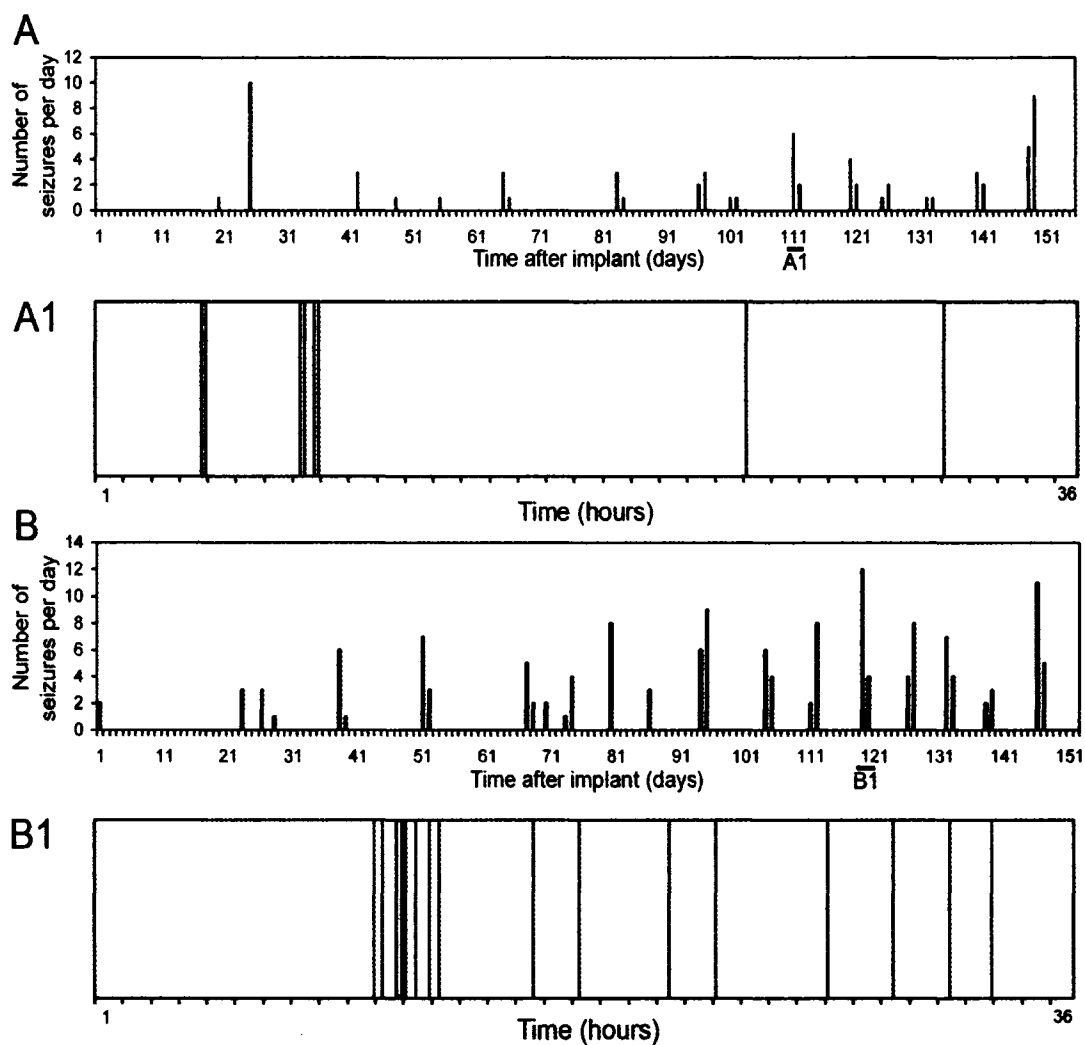 A
Number of
seizures per day
12
10
8
6
4
2
0
1 11 21 31 41 51 61 71 81 91 101 111 121 131 141 151
Time after implant (days)
A1
A1
1 36
Time (hours)
B
Number of
seizures per day
14
12
10
8
6
4
2
0
1 11 21 31 41 51 61 71 81 91 101 111 121 131 141 151
Time after implant (days)
B1
B1
1 36
Time (hours)